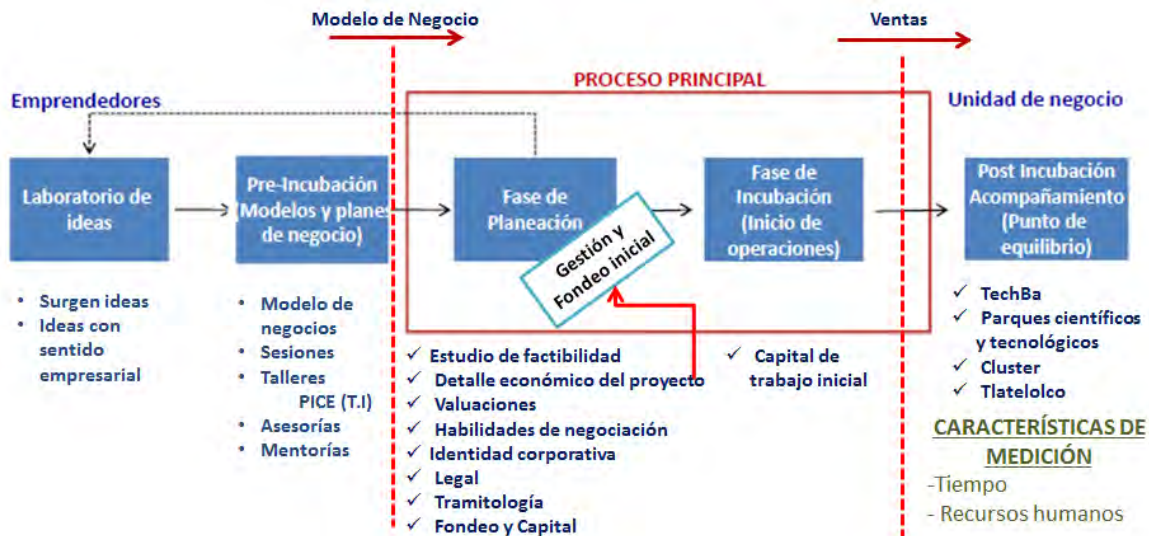 Modelo de Negocio
Ventas
PROCESO PRINCIPAL
Emprendedores
Unidad de negocio
Laboratorio de
ideas
Pre-Incubación
(Modelos y planes
de negocio)
Fase de
Planeación
Gestión y
Fondeo inicial
Fase de
Incubación
(Inicio de
operaciones)
Post Incubación
Acompañamiento
(Punto de
equilibrio)
• Surgen ideas
• Ideas con
sentido
empresarial
• Modelo de
negocios
• Sesiones
• Talleres
PICE (T.I)
• Asesorías
• Mentorías
✓ Estudio de factibilidad
✓ Detalle económico del proyecto
✓ Valuaciones
✓ Habilidades de negociación
✓ Identidad corporativa
✓ Legal
✓ Tramitología
✓ Fondeo y Capital
✓ Capital de
trabajo inicial
✓ TechBa
✓ Parques científicos
y tecnológicos
✓ Cluster
✓ Tlatelolco
CARACTERÍSTICAS DE
MEDICIÓN
-Tiempo
- Recursos humanos